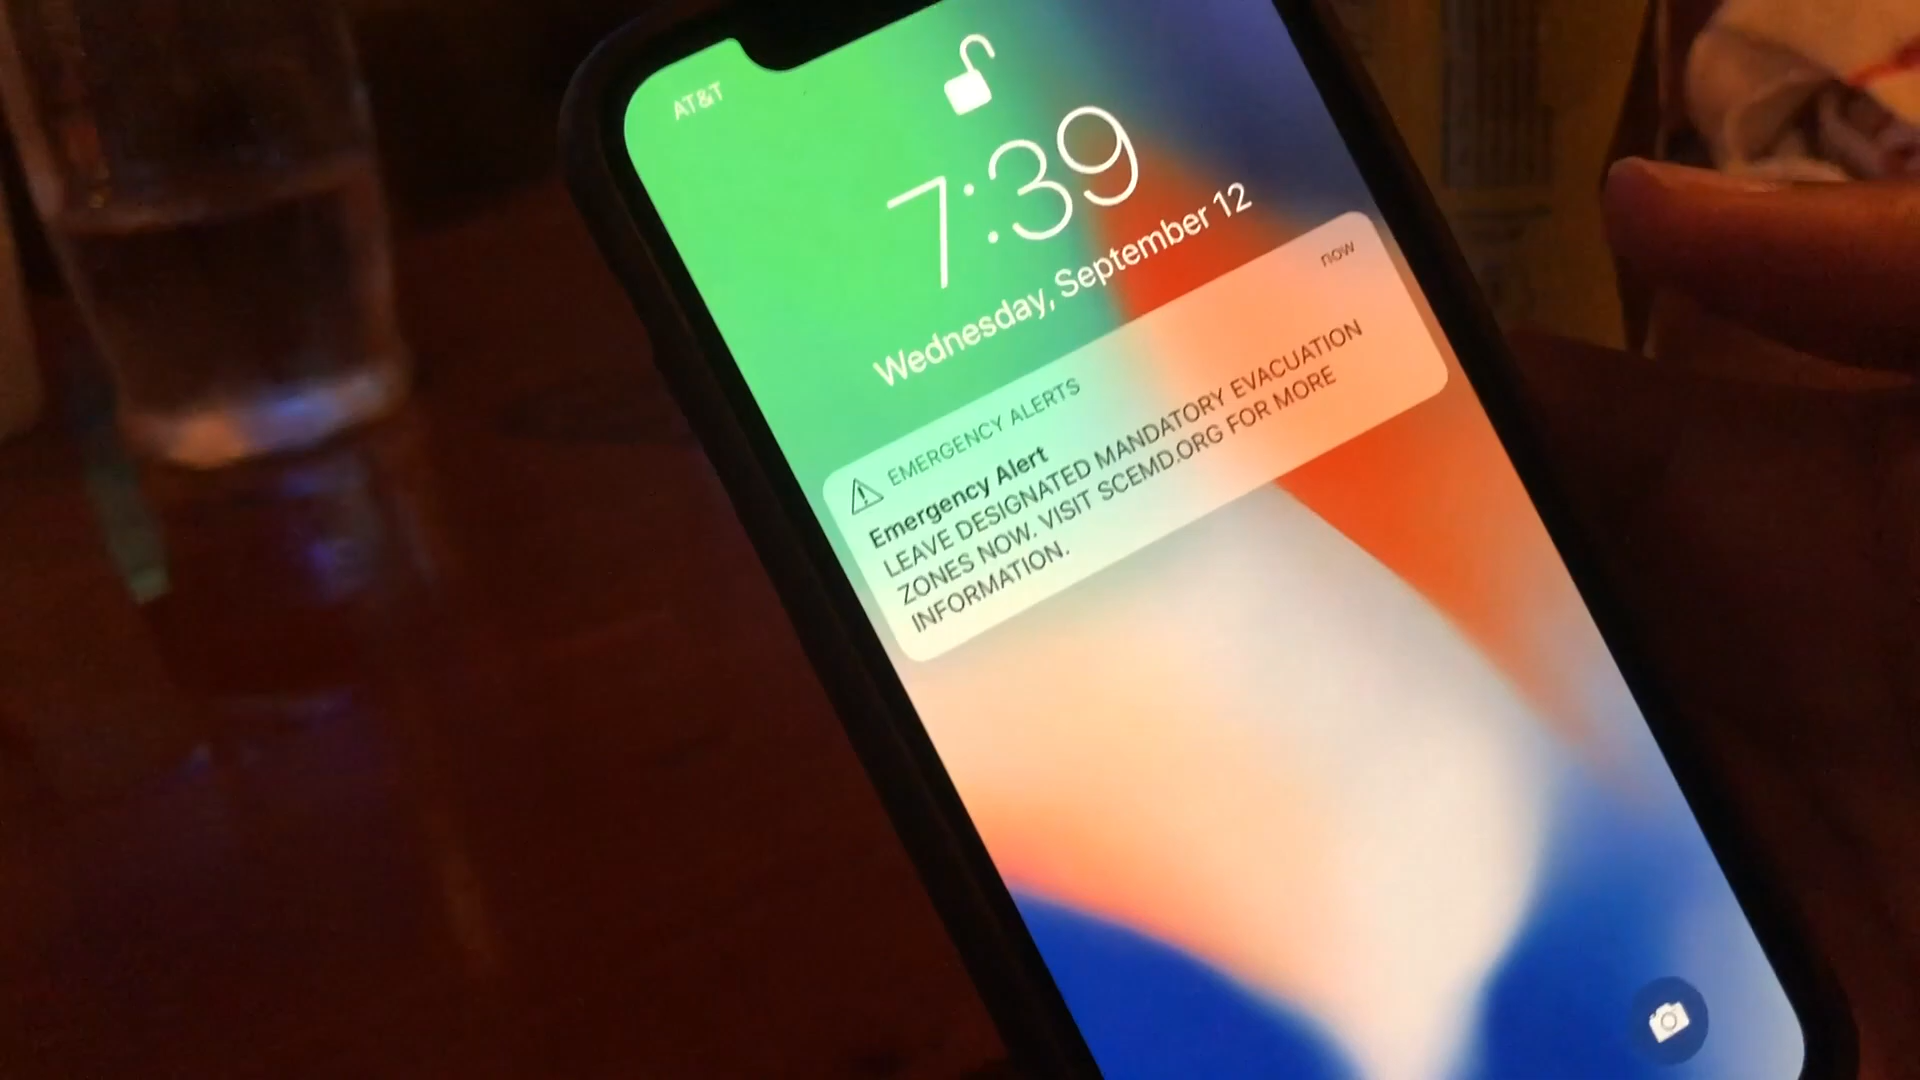 AT&T
7:39
Wednesday, September 12
EMERGENCY ALERTS
now
Emergency Alert
LEAVE DESIGNATED MANDATORY EVACUATION
ZONES NOW. VISIT SCEMD.ORG FOR MORE
INFORMATION.